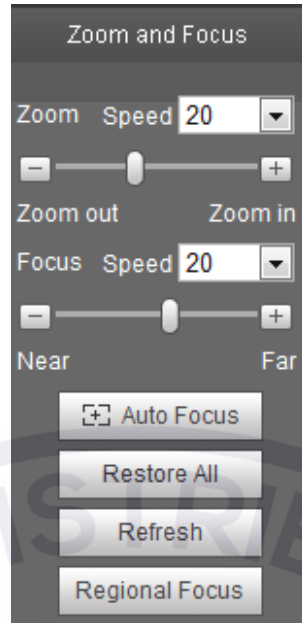 Zoom and Focus
Zoom Speed 20
− +
Zoom out Zoom in
Focus Speed 20
− +
Near Far
Auto Focus
Restore All
Refresh
Regional Focus